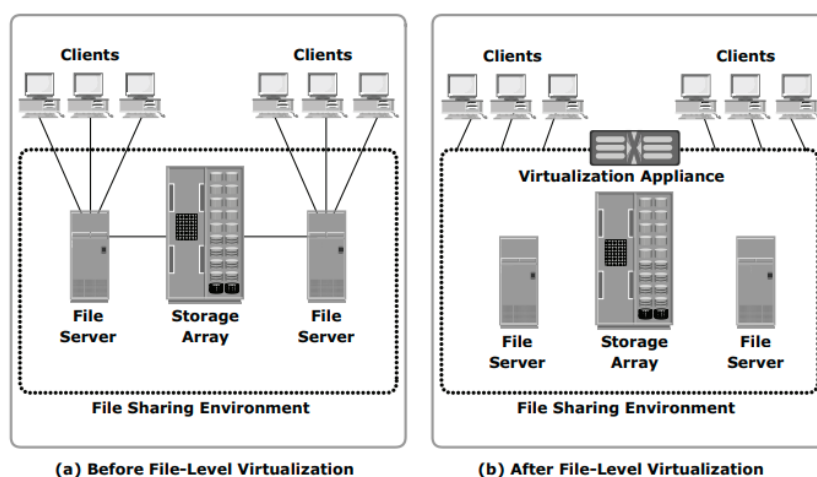 Clients
Clients
File
Server
Storage
Array
File
Server
File Sharing Environment
(a) Before File-Level Virtualization
Clients
Clients
Virtualization Appliance
File
Server
Storage
Array
File
Server
File Sharing Environment
(b) After File-Level Virtualization